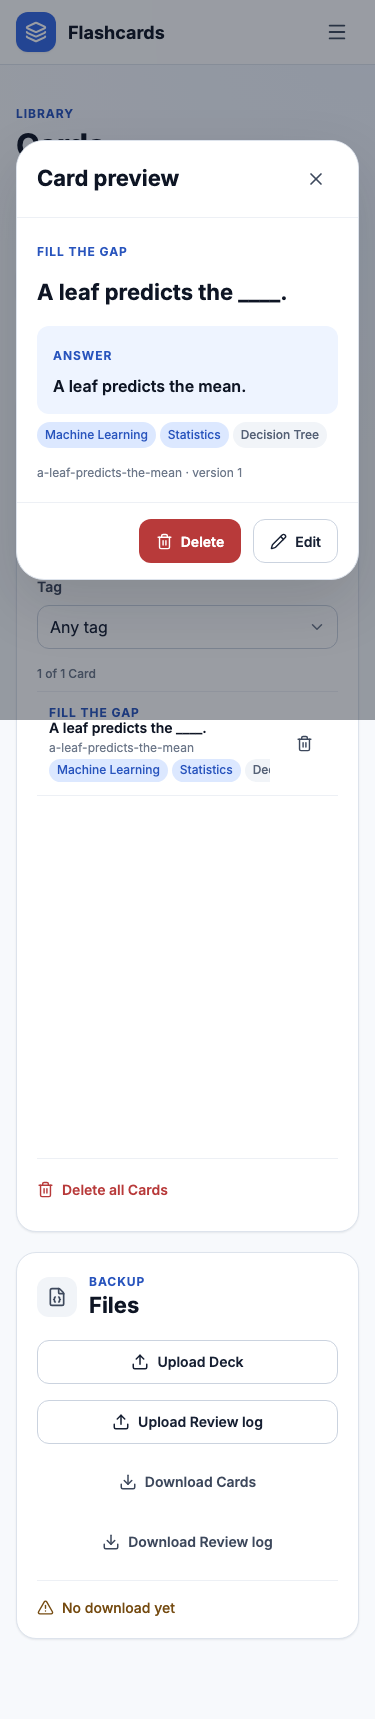 Flashcards
LIBRARY
Cards
Card preview
FILL THE GAP
A leaf predicts the ____.
ANSWER
A leaf predicts the mean.
Machine Learning Statistics Decision Tree
a-leaf-predicts-the-mean · version 1
Delete Edit
Tag
Any tag
1 of 1 Card
FILL THE GAP
A leaf predicts the ____.
a-leaf-predicts-the-mean
Machine Learning Statistics
Delete all Cards
BACKUP
Files
Upload Deck
Upload Review log
Download Cards
Download Review log
No download yet